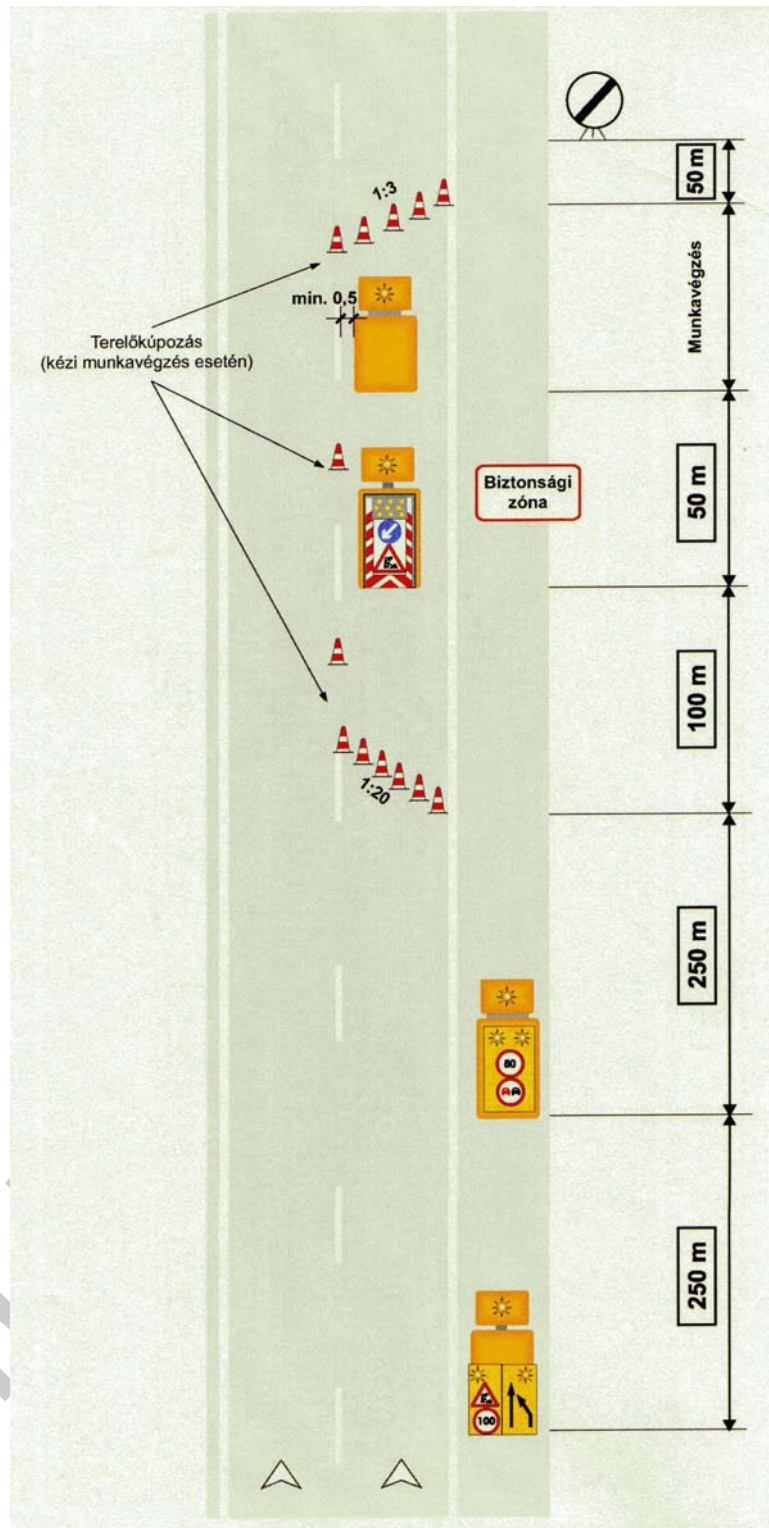 50 m
1:3
min. 0,5
Munkavégzés
Terelőkúpozás
(kézi munkavégzés esetén)
Biztonsági
zóna
50 m
100 m
1:20
250 m
80
250 m
100